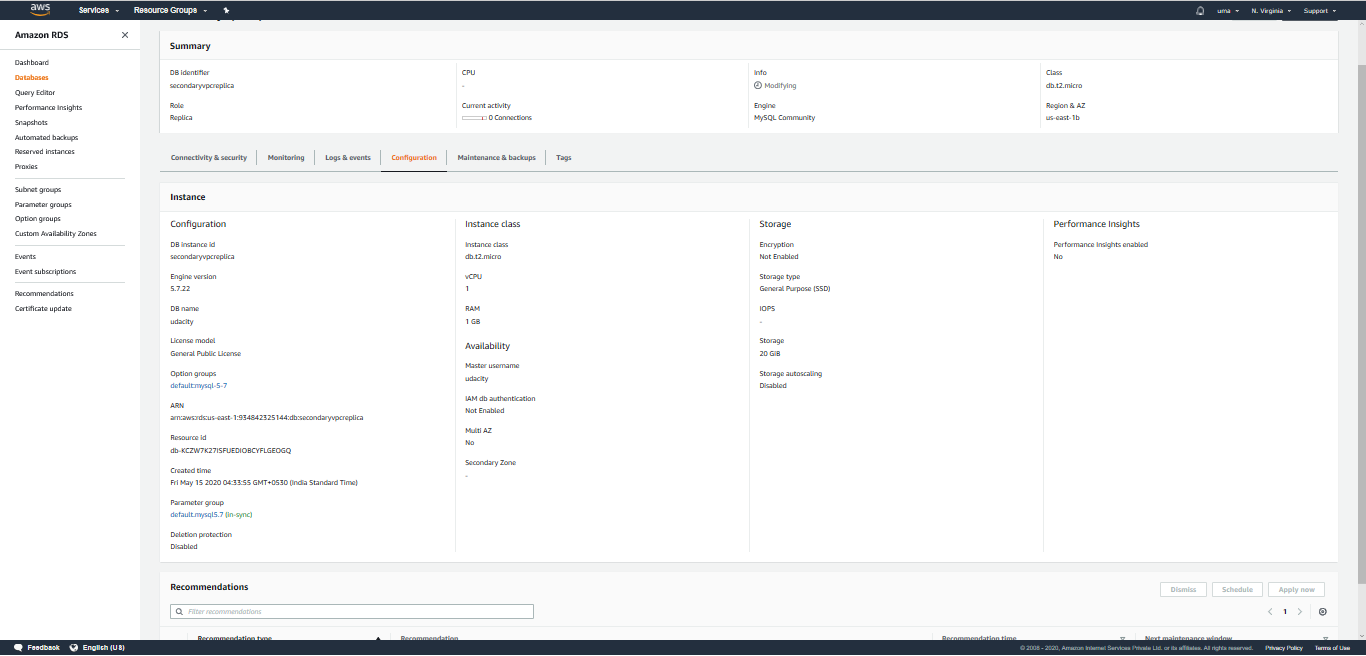 aws Services Resource Groups uma N. Virginia Support
Amazon RDS
Dashboard
Databases
Query Editor
Performance Insights
Snapshots
Automated backups
Reserved instances
Proxies
Subnet groups
Parameter groups
Option groups
Custom Availability Zones
Events
Event subscriptions
Recommendations
Certificate update
Summary
DB identifier
secondaryvpcreplica
Role
Replica
CPU
-
Current activity
0 Connections
Info
Modifying
Engine
MySQL Community
Class
db.t2.micro
Region & AZ
us-east-1b
Connectivity & security Monitoring Logs & events Configuration Maintenance & backups Tags
Instance
Configuration
DB instance id
secondaryvpcreplica
Engine version
5.7.22
DB name
udacity
License model
General Public License
Option groups
default:mysql-5-7
ARN
arn:aws:rds:us-east-1:934842325144:db:secondaryvpcreplica
Resource id
db-KCZW7K27ISFUEDIOBCYFLGEOGQ
Created time
Fri May 15 2020 04:33:55 GMT+0530 (India Standard Time)
Parameter group
default.mysql5.7 (in-sync)
Deletion protection
Disabled
Instance class
Instance class
db.t2.micro
vCPU
1
RAM
1 GB
Availability
Master username
udacity
IAM db authentication
Not Enabled
Multi AZ
No
Secondary Zone
-
Storage
Encryption
Not Enabled
Storage type
General Purpose (SSD)
IOPS
-
Storage
20 GiB
Storage autoscaling
Disabled
Performance Insights
Performance Insights enabled
No
Recommendations
Dismiss Schedule Apply now
Filter recommendations
1
Recommendation type Recommendation Recommendation time Next maintenance window
Feedback English (US) © 2008 - 2020, Amazon Internet Services Private Ltd. or its affiliates. All rights reserved. Privacy Policy Terms of Use